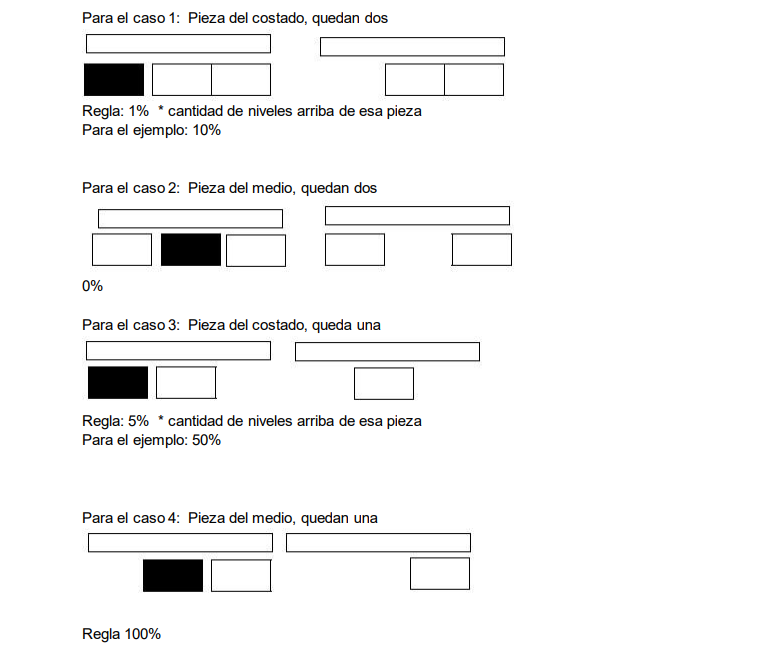 Para el caso 1: Pieza del costado, quedan dos
Regla: 1% * cantidad de niveles arriba de esa pieza
Para el ejemplo: 10%
Para el caso 2: Pieza del medio, quedan dos
0%
Para el caso 3: Pieza del costado, queda una
Regla: 5% * cantidad de niveles arriba de esa pieza
Para el ejemplo: 50%
Para el caso 4: Pieza del medio, quedan una
Regla 100%